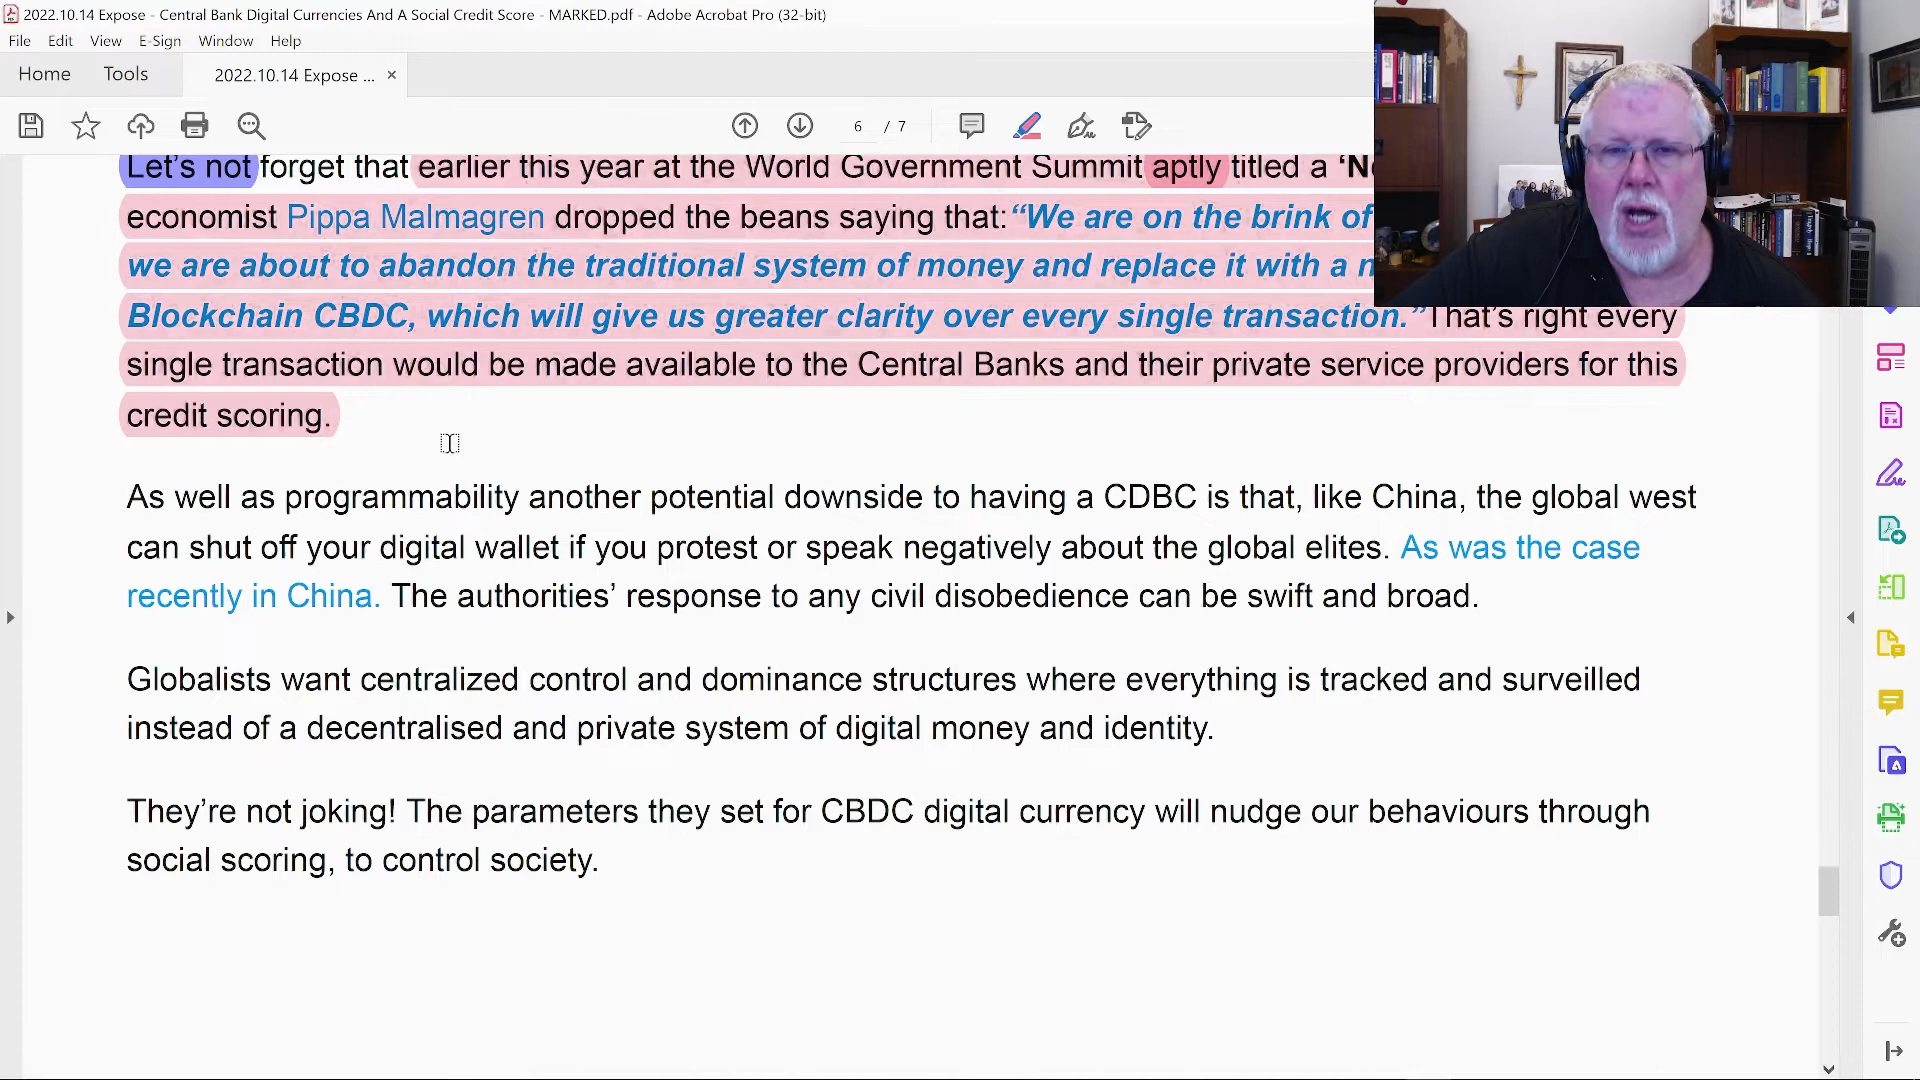 2022.10.14 Expose - Central Bank Digital Currencies And A Social Credit Score - MARKED.pdf - Adobe Acrobat Pro (32-bit)
File Edit View E-Sign Window Help
Home Tools 2022.10.14 Expose ... ×
6 / 7
Let's not forget that earlier this year at the World Government Summit aptly titled a
economist Pippa Malmagren dropped the beans saying that: “We are on the brink of
we are about to abandon the traditional system of money and replace it with a n
Blockchain CBDC, which will give us greater clarity over every single transaction.” That's right every
single transaction would be made available to the Central Banks and their private service providers for this
credit scoring.
As well as programmability another potential downside to having a CDBC is that, like China, the global west
can shut off your digital wallet if you protest or speak negatively about the global elites. As was the case
recently in China. The authorities’ response to any civil disobedience can be swift and broad.
Globalists want centralized control and dominance structures where everything is tracked and surveilled
instead of a decentralised and private system of digital money and identity.
They’re not joking! The parameters they set for CBDC digital currency will nudge our behaviours through
social scoring, to control society.